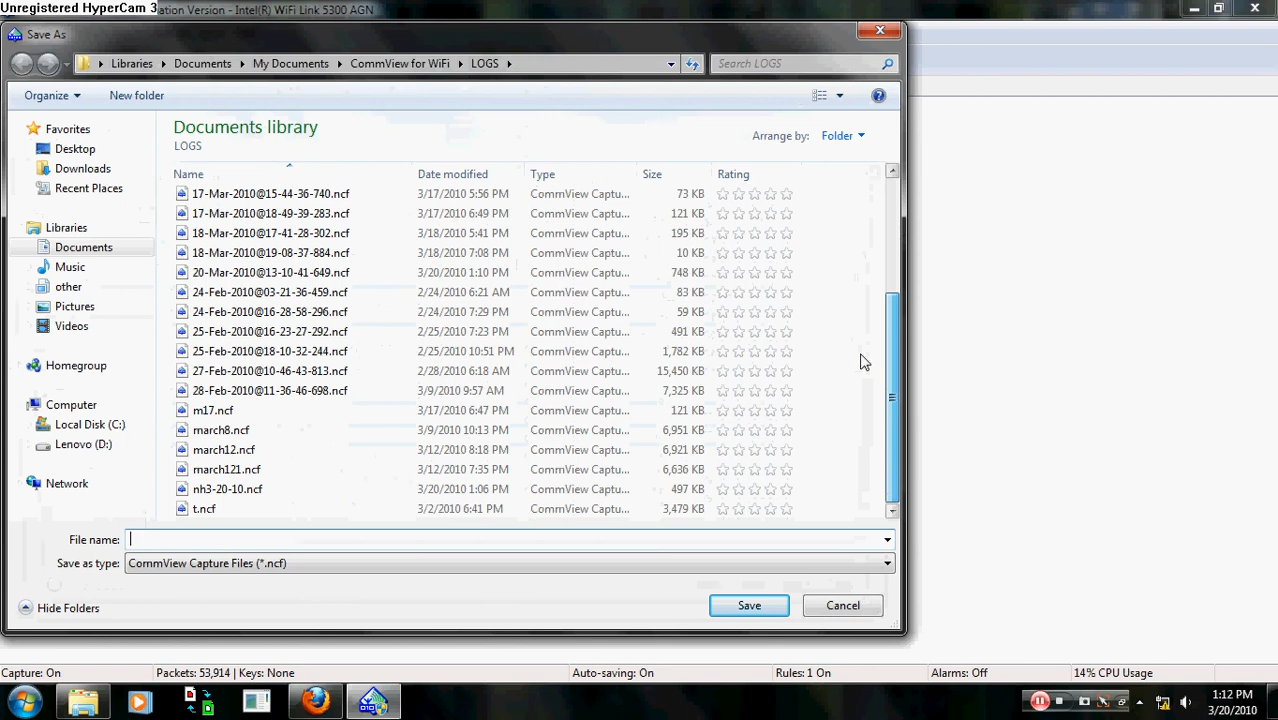 Unregistered HyperCam 3
ation Version - Intel(R) WiFi Link 5300 AGN
Save As
Libraries Documents My Documents CommView for WiFi LOGS
Search LOGS
Organize New folder
Documents library
LOGS
Arrange by: Folder
Name Date modified Type Size Rating
17-Mar-2010@15-44-36-740.ncf 3/17/2010 5:56 PM CommView Captu... 73 KB
17-Mar-2010@18-49-39-283.ncf 3/17/2010 6:49 PM CommView Captu... 121 KB
18-Mar-2010@17-41-28-302.ncf 3/18/2010 5:41 PM CommView Captu... 195 KB
18-Mar-2010@19-08-37-884.ncf 3/18/2010 7:08 PM CommView Captu... 10 KB
20-Mar-2010@13-10-41-649.ncf 3/20/2010 1:10 PM CommView Captu... 748 KB
24-Feb-2010@03-21-36-459.ncf 2/24/2010 6:21 AM CommView Captu... 83 KB
24-Feb-2010@16-28-58-296.ncf 2/24/2010 7:29 PM CommView Captu... 59 KB
25-Feb-2010@16-23-27-292.ncf 2/25/2010 7:23 PM CommView Captu... 491 KB
25-Feb-2010@18-10-32-244.ncf 2/25/2010 10:51 PM CommView Captu... 1,782 KB
27-Feb-2010@10-46-43-813.ncf 2/28/2010 6:18 AM CommView Captu... 15,450 KB
28-Feb-2010@11-36-46-698.ncf 3/9/2010 9:57 AM CommView Captu... 7,325 KB
m17.ncf 3/17/2010 6:47 PM CommView Captu... 121 KB
march8.ncf 3/9/2010 10:13 PM CommView Captu... 6,951 KB
march12.ncf 3/12/2010 8:18 PM CommView Captu... 6,921 KB
march121.ncf 3/12/2010 7:35 PM CommView Captu... 6,636 KB
nh3-20-10.ncf 3/20/2010 1:06 PM CommView Captu... 497 KB
t.ncf 3/2/2010 6:41 PM CommView Captu... 3,479 KB
Favorites
Desktop
Downloads
Recent Places
Libraries
Documents
Music
other
Pictures
Videos
Homegroup
Computer
Local Disk (C:)
Lenovo (D:)
Network
File name:
Save as type: CommView Capture Files (*.ncf)
Hide Folders
Save Cancel
Capture: On Packets: 53,914 | Keys: None Auto-saving: On Rules: 1 On Alarms: Off 14% CPU Usage
1:12 PM
3/20/2010